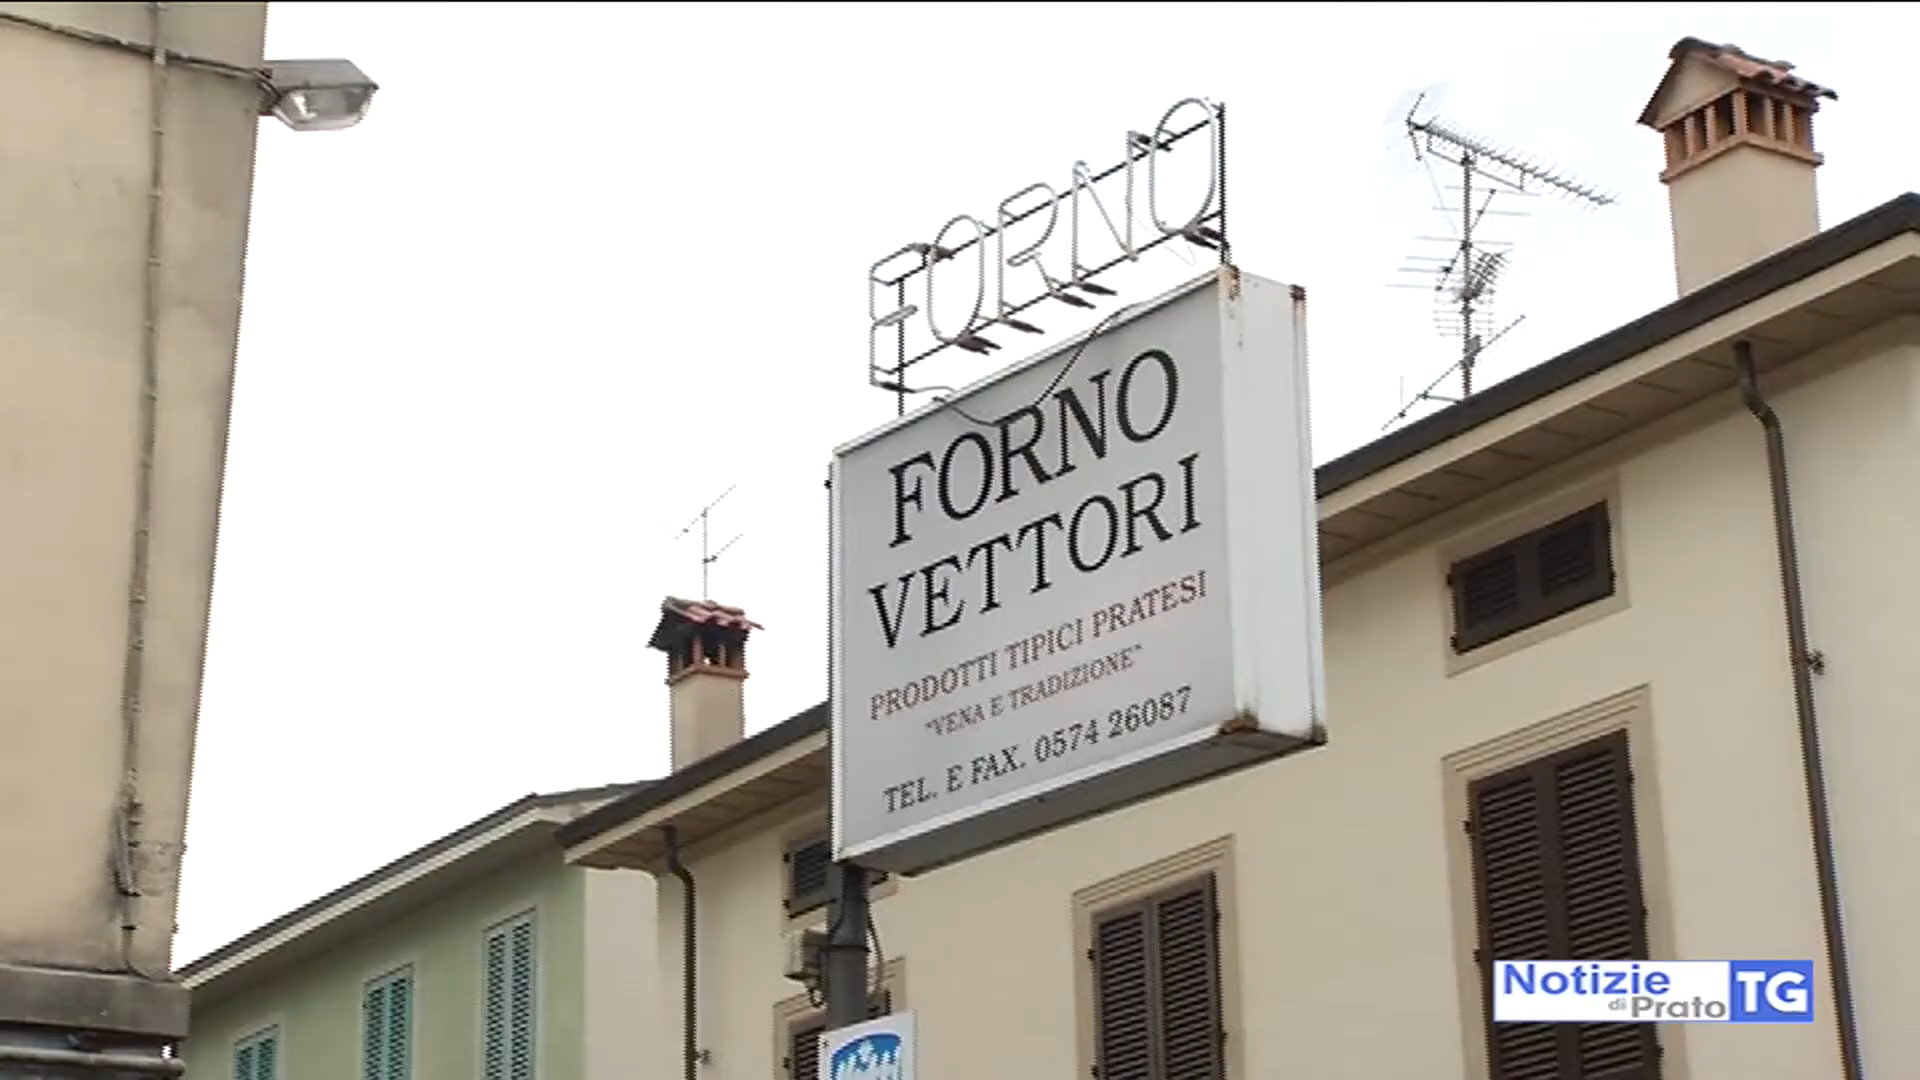 FORNO
FORNO
VETTORI
PRODOTTI TIPICI PRATESI
"VENA E TRADIZIONE"
TEL. E FAX. 0574 26087
Notizie
di Prato TG